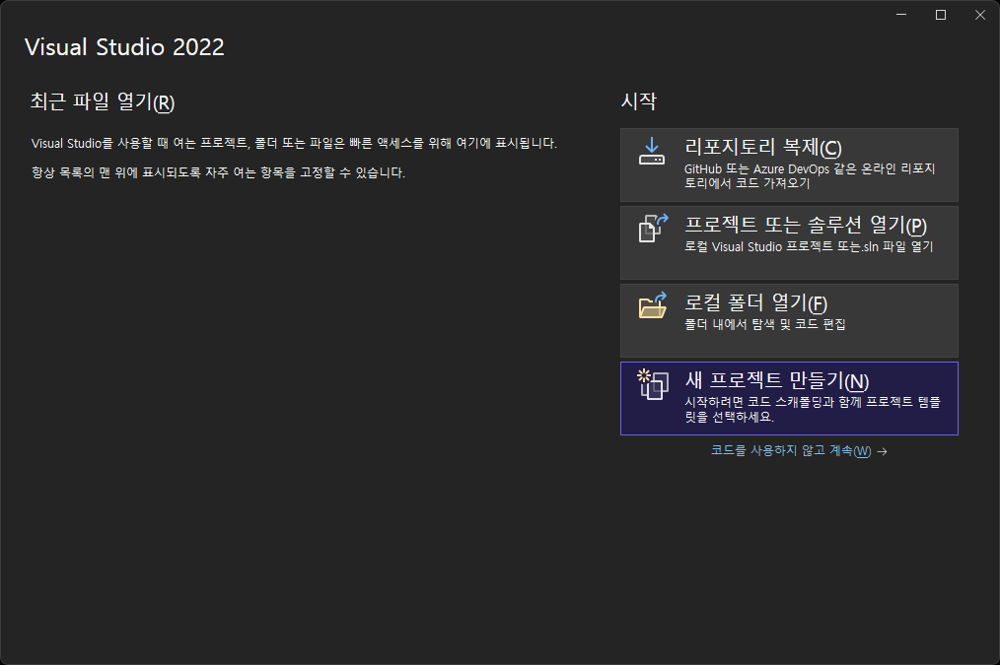 Visual Studio 2022
최근 파일 열기(R)
Visual Studio를 사용할 때 여는 프로젝트, 폴더 또는 파일은 빠른 액세스를 위해 여기에 표시됩니다.
항상 목록의 맨 위에 표시되도록 자주 여는 항목을 고정할 수 있습니다.
시작
리포지토리 복제(C)
GitHub 또는 Azure DevOps 같은 온라인 리포지
토리에서 코드 가져오기
프로젝트 또는 솔루션 열기(P)
로컬 Visual Studio 프로젝트 또는.sln 파일 열기
로컬 폴더 열기(F)
폴더 내에서 탐색 및 코드 편집
새 프로젝트 만들기(N)
시작하려면 코드 스캐폴딩과 함께 프로젝트 템플
릿을 선택하세요.
코드를 사용하지 않고 계속(W) →